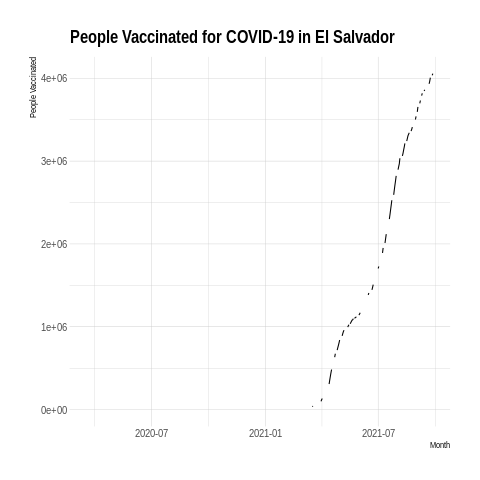 People Vaccinated for COVID-19 in El Salvador
People Vaccinated
4e+06
3e+06
2e+06
1e+06
0e+00
2020-07 2021-01 2021-07
Month